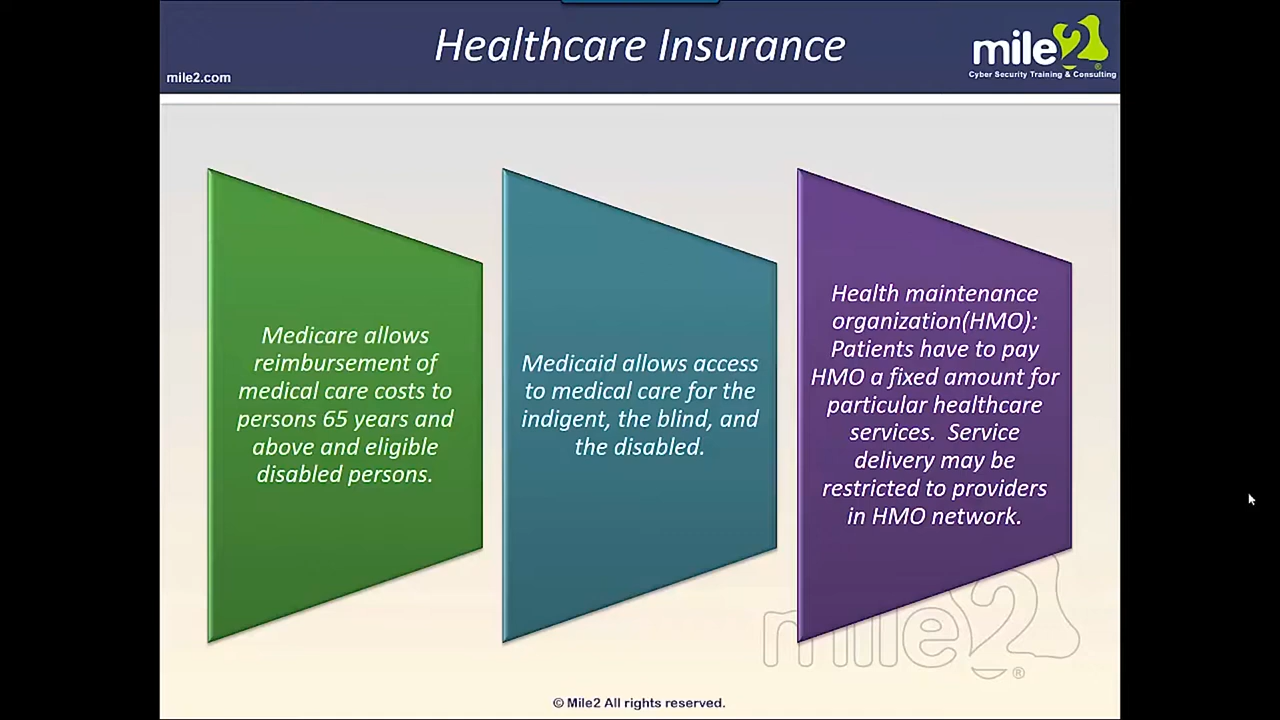 Healthcare Insurance
mile2.com
mile2
Cyber Security Training & Consulting
Medicare allows
reimbursement of
medical care costs to
persons 65 years and
above and eligible
disabled persons.
Medicaid allows access
to medical care for the
indigent, the blind, and
the disabled.
Health maintenance
organization(HMO):
Patients have to pay
HMO a fixed amount for
particular healthcare
services.  Service
delivery may be
restricted to providers
in HMO network.
mile2®
© Mile2 All rights reserved.